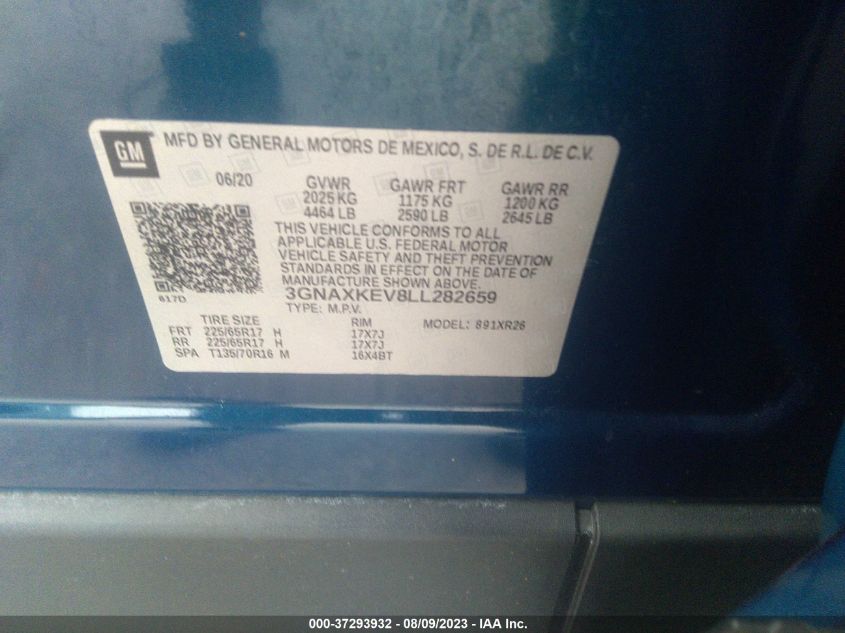 GM
MFD BY GENERAL MOTORS DE MEXICO, S. DE R.L. DE C.V.
06/20 GVWR GAWR FRT GAWR RR
2025 KG 1175 KG 1200 KG
4464 LB 2590 LB 2645 LB
THIS VEHICLE CONFORMS TO ALL
APPLICABLE U.S. FEDERAL MOTOR
VEHICLE SAFETY AND THEFT PREVENTION
STANDARDS IN EFFECT ON THE DATE OF
MANUFACTURE SHOWN ABOVE.
617D 3GNAXKEV8LL282659
TYPE: M.P.V.
TIRE SIZE RIM MODEL: 891XR26
FRT 225/65R17 H 17X7J
RR 225/65R17 H 17X7J
SPA T135/70R16 M 16X4BT
000-37293932 - 08/09/2023 - IAA Inc.